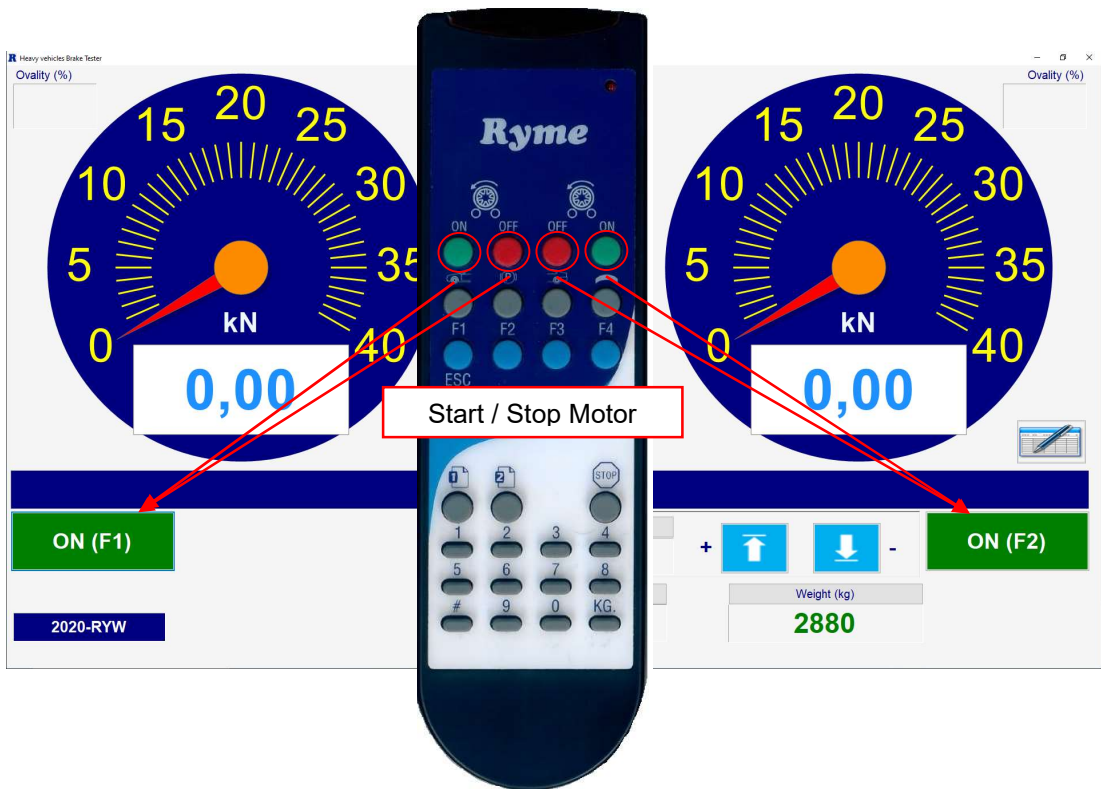 Heavy vehicles Brake Tester
Ovality (%)
0
5
10
15
20
25
30
35
40
kN
0,00
ON (F1)
2020-RYW
Ryme
ON OFF OFF ON
(P)
F1 F2 F3 F4
ESC
Start / Stop Motor
1 2 STOP
1 2 3 4
5 6 7 8
# 9 0 KG.
Ovality (%)
0
5
10
15
20
25
30
35
40
kN
0,00
+ -
ON (F2)
Weight (kg)
2880